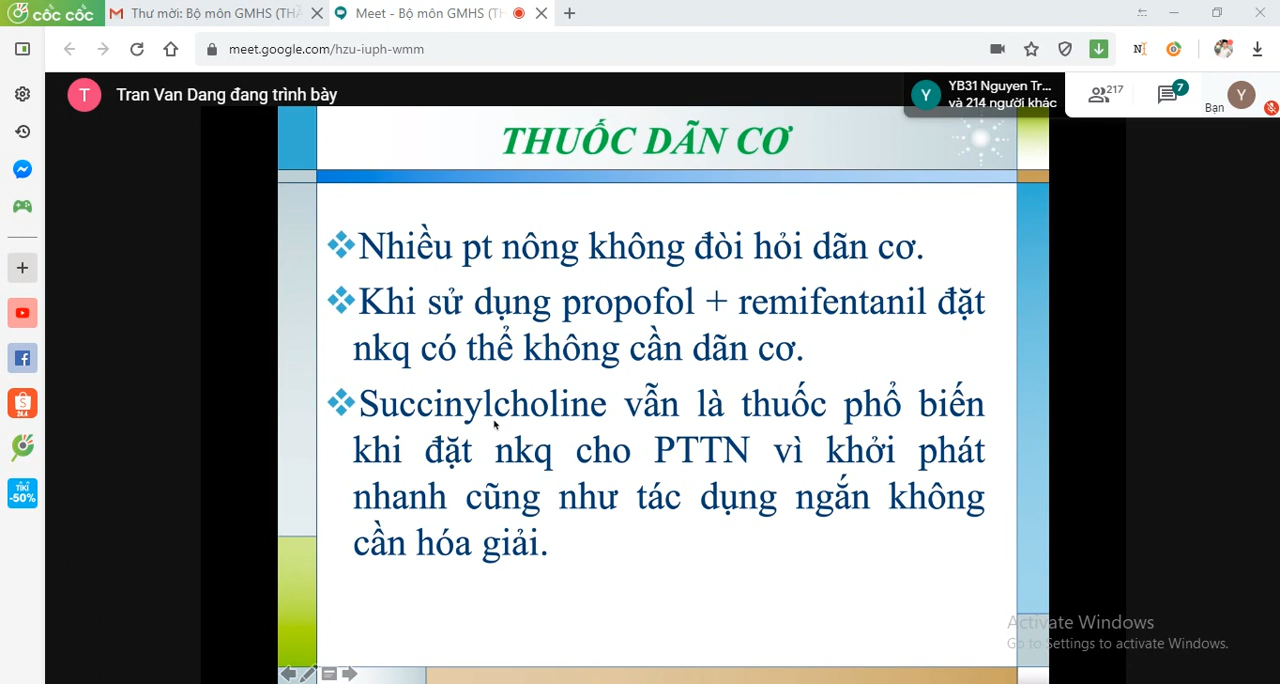 cốc cốc
Thư mời: Bộ môn GMHS (TH
Meet - Bộ môn GMHS (TH
meet.google.com/hzu-iuph-wmm
T
Tran Van Dang đang trình bày
Y
YB31 Nguyen Tr...
và 214 người khác
217
7
Bạn
Y
THUỐC DÃN CƠ
Nhiều pt nông không đòi hỏi dãn cơ.
Khi sử dụng propofol + remifentanil đặt
nkq có thể không cần dãn cơ.
Succinylcholine vẫn là thuốc phổ biến
khi đặt nkq cho PTTN vì khởi phát
nhanh cũng như tác dụng ngắn không
cần hóa giải.
TIKI
-50%
Activate Windows
Go to Settings to activate Windows.